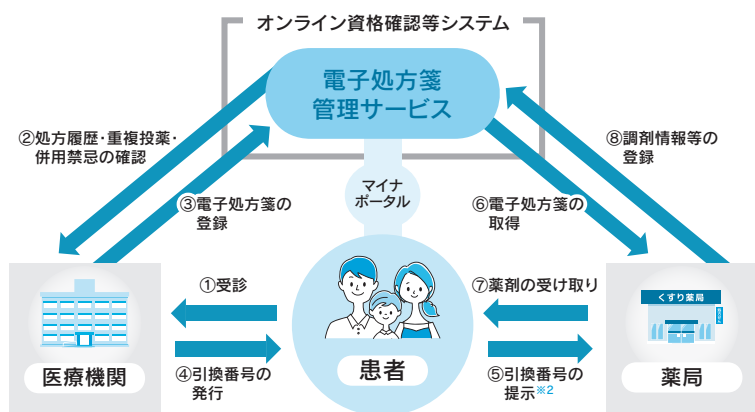 オンライン資格確認等システム
電子処方箋
管理サービス
②処方履歴・重複投薬・
併用禁忌の確認
⑧調剤情報等の
登録
マイナ
ポータル
③電子処方箋の
登録
⑥電子処方箋の
取得
①受診
⑦薬剤の受け取り
くすり薬局
医療機関
④引換番号の
発行
患者
⑤引換番号の
提示※2
薬局